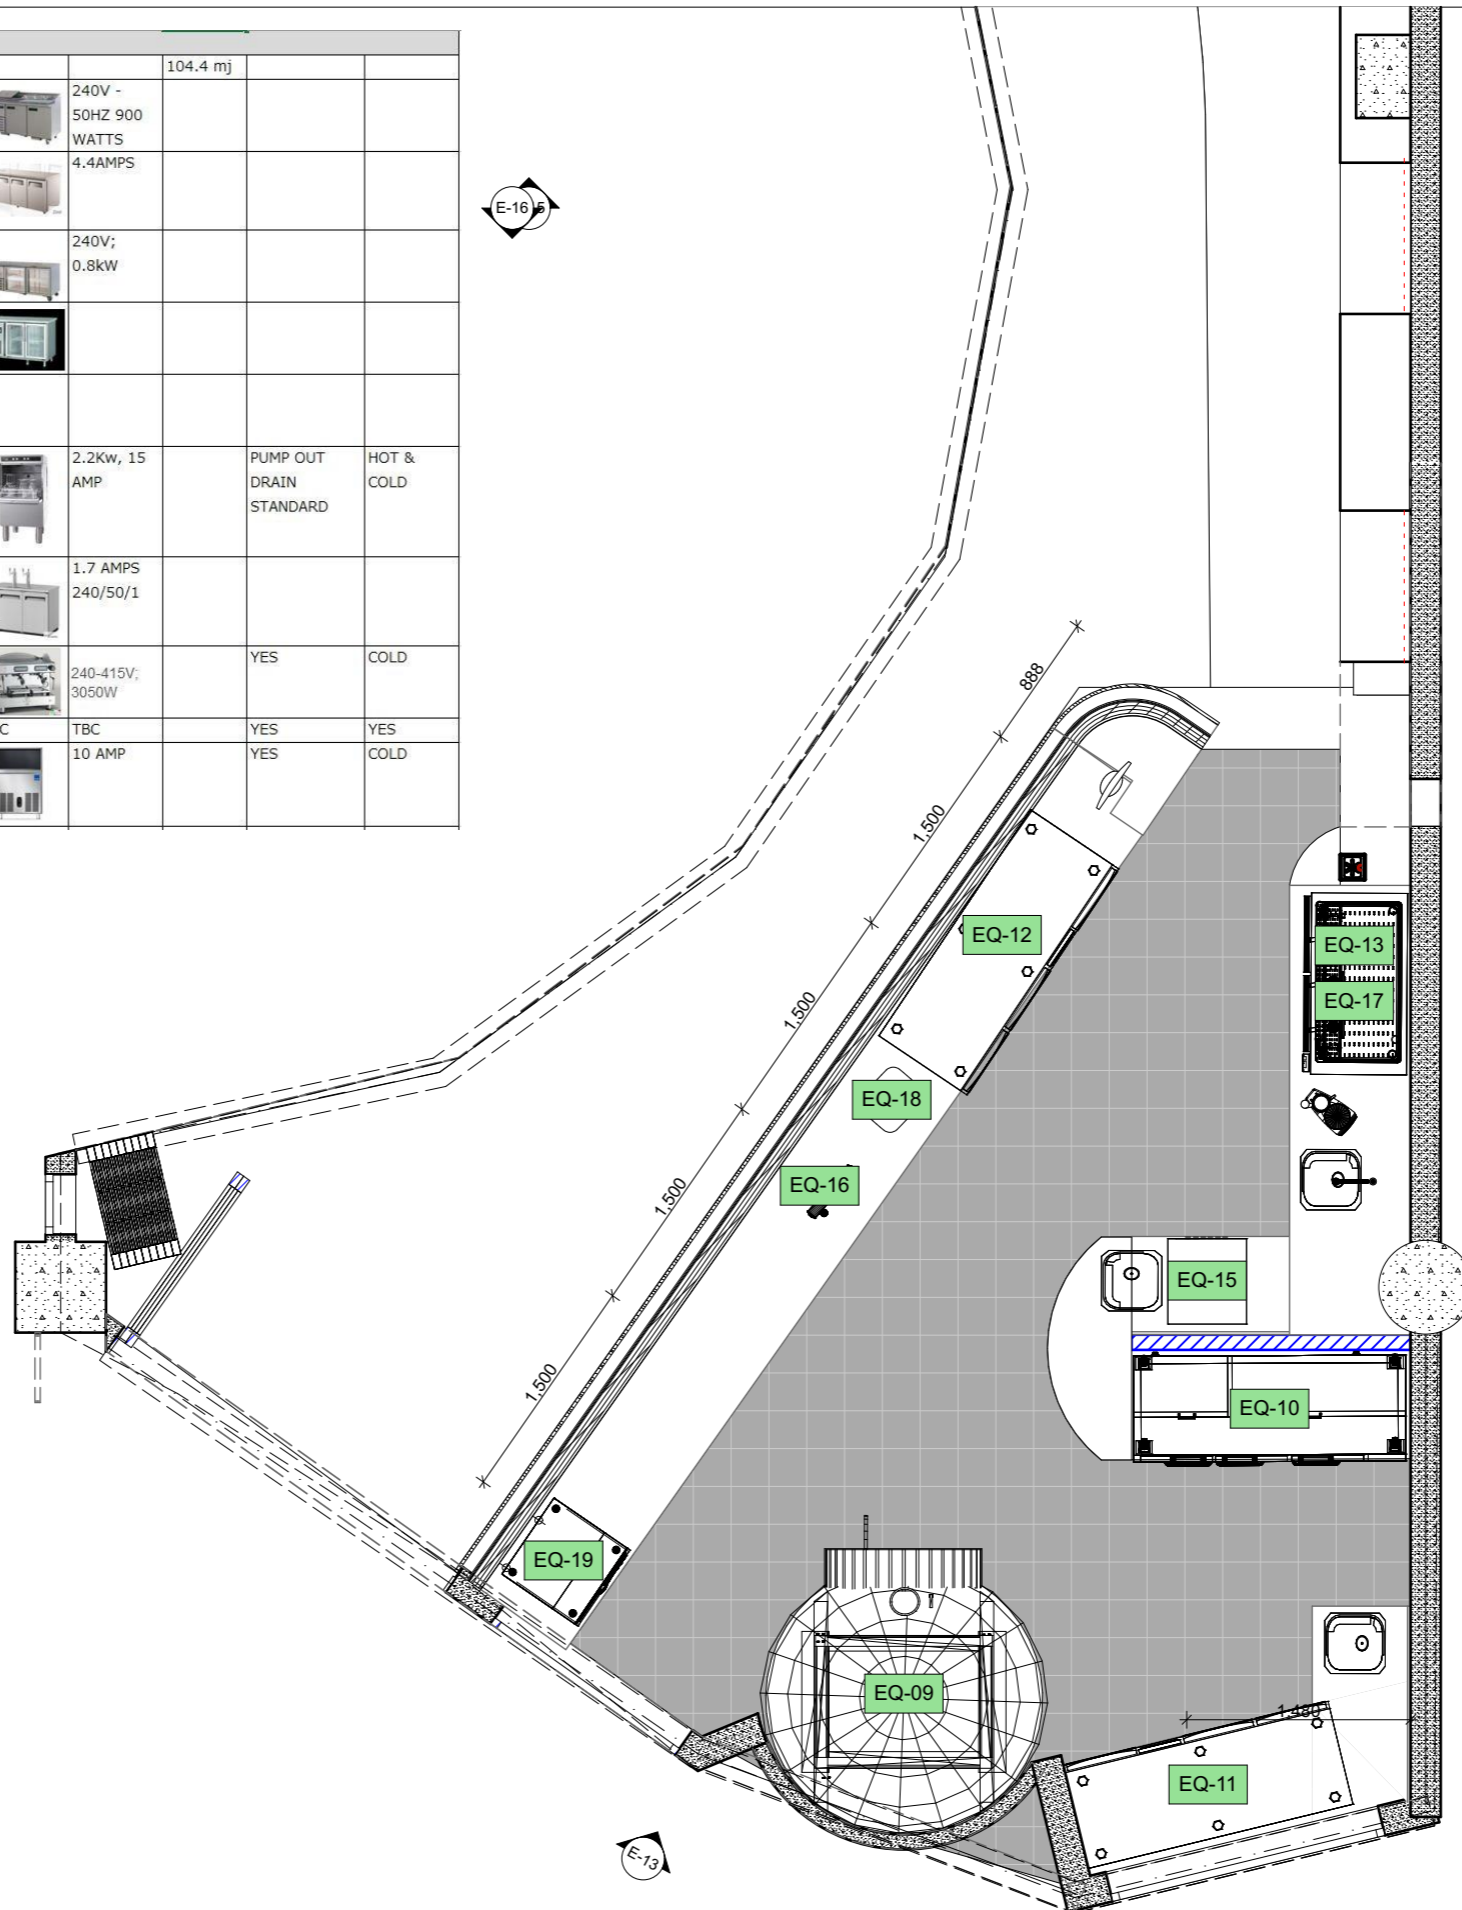 104.4 mj
240V -
50HZ 900
WATTS
4.4AMPS
240V;
0.8kW
2.2Kw, 15
AMP
PUMP OUT
DRAIN
STANDARD
HOT &
COLD
1.7 AMPS
240/50/1
240-415V;
3050W
YES
COLD
C
TBC
YES
YES
10 AMP
YES
COLD
E-16
5
888
1,500
1,500
1,500
1,500
EQ-12
EQ-13
EQ-17
EQ-18
EQ-16
EQ-15
EQ-10
EQ-19
EQ-09
1,480
EQ-11
E-13